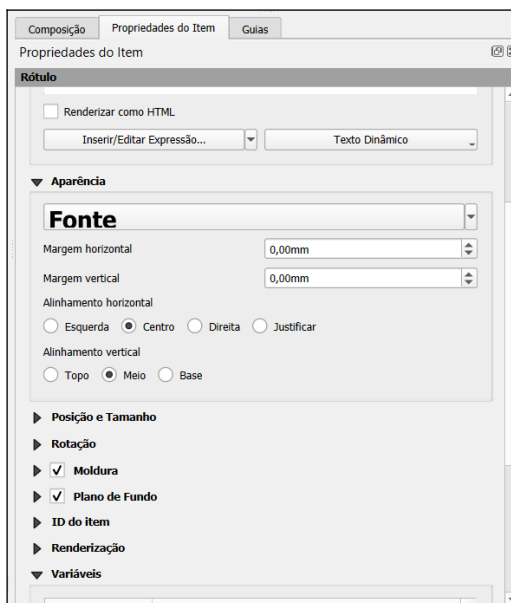 Composição Propriedades do Item Guias
Propriedades do Item
Rótulo
Renderizar como HTML
Inserir/Editar Expressão... Texto Dinâmico
Aparência
Fonte
Margem horizontal 0,00mm
Margem vertical 0,00mm
Alinhamento horizontal
Esquerda Centro Direita Justificar
Alinhamento vertical
Topo Meio Base
Posição e Tamanho
Rotação
Moldura
Plano de Fundo
ID do item
Renderização
Variáveis